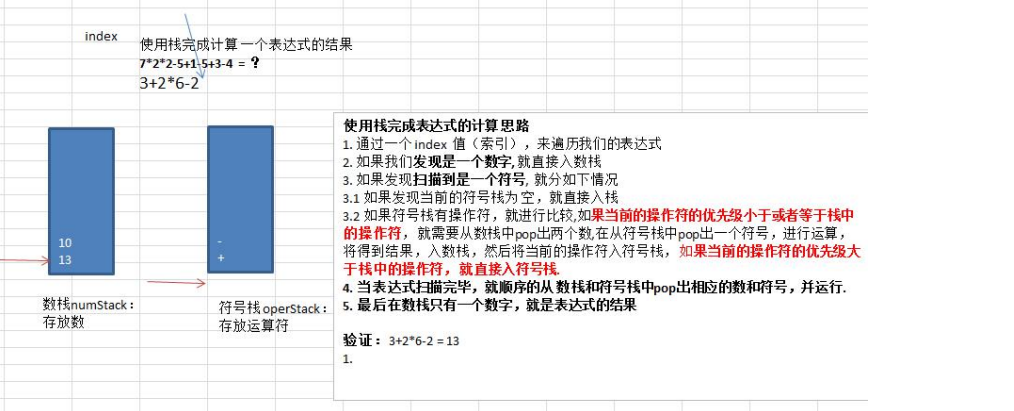 index
使用栈完成计算一个表达式的结果
7*2*2-5+1-5+3-4 = ？
3+2*6-2
10
13
-
+
数栈numStack：
存放数
符号栈operStack：
存放运算符
使用栈完成表达式的计算 思路
1. 通过一个 index 值（索引），来遍历我们的表达式
2. 如果我们发现是一个数字, 就直接入数栈
3. 如果发现扫描到是一个符号, 就分如下情况
3.1 如果发现当前的符号栈为 空，就直接入栈
3.2 如果符号栈有操作符，就进行比较,如果当前的操作符的优先级小于或者等于栈中
的操作符， 就需要从数栈中pop出两个数,在从符号栈中pop出一个符号，进行运算，
将得到结果，入数栈，然后将当前的操作符入符号栈， 如果当前的操作符的优先级大
于栈中的操作符， 就直接入符号栈.
4. 当表达式扫描完毕，就顺序的从 数栈和符号栈中pop出相应的数和符号，并运行.
5. 最后在数栈只有一个数字，就是表达式的结果
验证： 3+2*6-2 = 13
1.